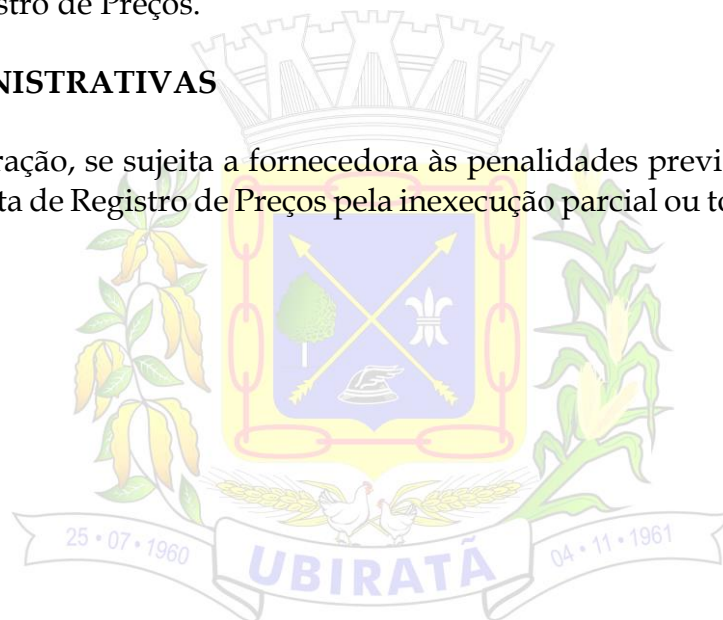 stro de Preços.
NISTRATIVAS
ração, se sujeita a fornecedora às penalidades previ
ta de Registro de Preços pela inexecução parcial ou to
25 • 07 • 1960
UBIRATÃ
04 • 11 • 1961